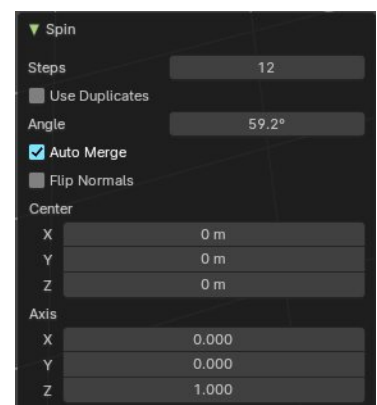 Spin
Steps 12
Use Duplicates
Angle 59.2°
Auto Merge
Flip Normals
Center
X 0 m
Y 0 m
Z 0 m
Axis
X 0.000
Y 0.000
Z 1.000